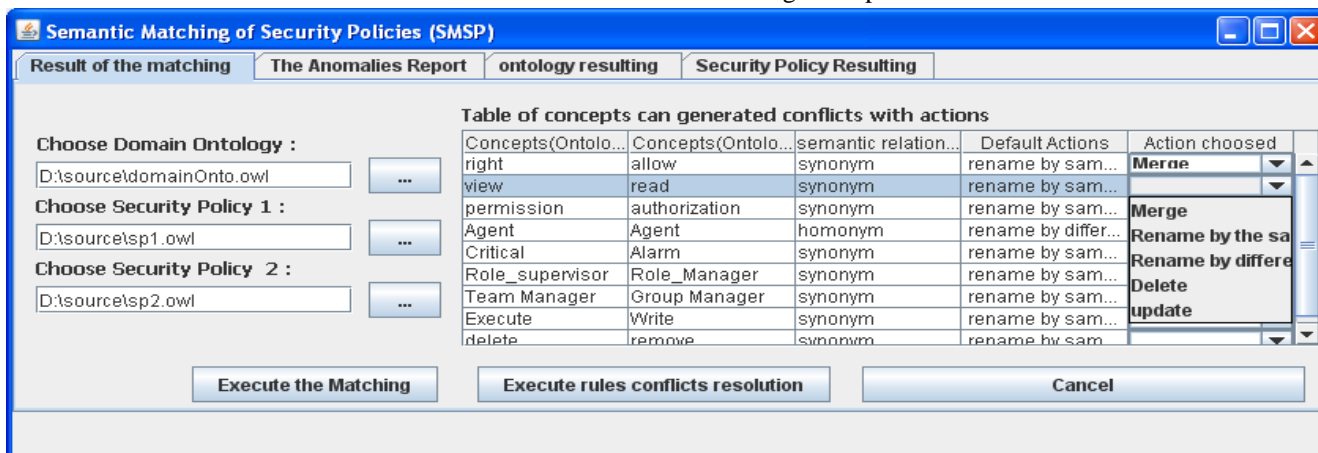 Semantic Matching of Security Policies (SMSP)
Result of the matching The Anomalies Report ontology resulting Security Policy Resulting
Table of concepts can generated conflicts with actions
Choose Domain Ontology :
D:\source\domainOnto.owl
...
Choose Security Policy 1 :
D:\source\sp1.owl
...
Choose Security Policy 2 :
D:\source\sp2.owl
...
Concepts(Ontolo... Concepts(Ontolo... semantic relation... Default Actions Action choosed
right allow synonym rename by sam... Merge
view read synonym rename by sam...
permission authorization synonym rename by sam...
Agent Agent homonym rename by differ...
Critical Alarm synonym rename by sam...
Role_supervisor Role_Manager synonym rename by sam...
Team Manager Group Manager synonym rename by sam...
Execute Write synonym rename by sam...
delete remove synonym rename by sam...
Merge
Rename by the sa
Rename by differe
Delete
update
Execute the Matching Execute rules conflicts resolution Cancel